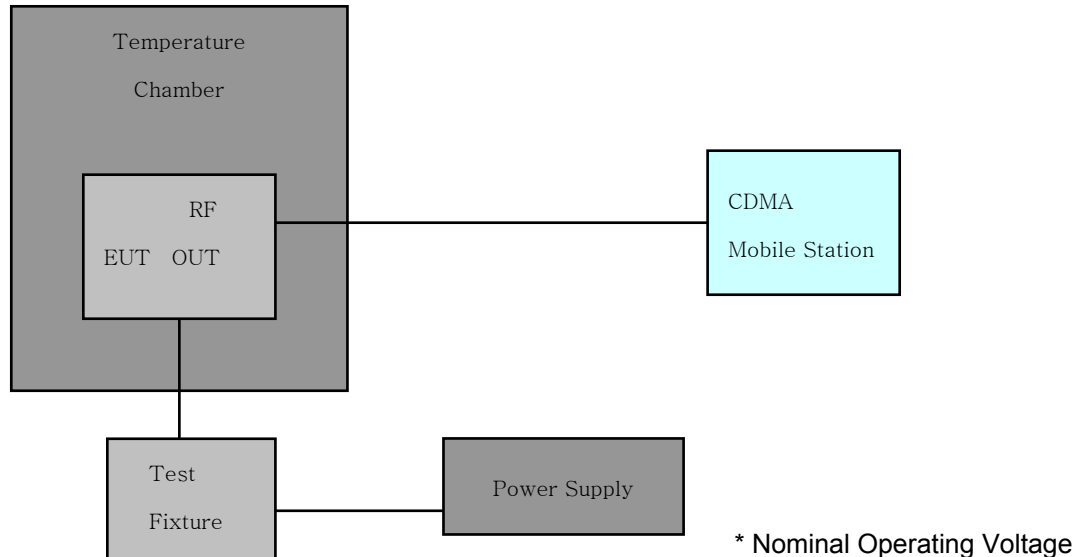 Temperature
Chamber
RF
EUT OUT
CDMA
Mobile Station
Test
Fixture
Power Supply
* Nominal Operating Voltage